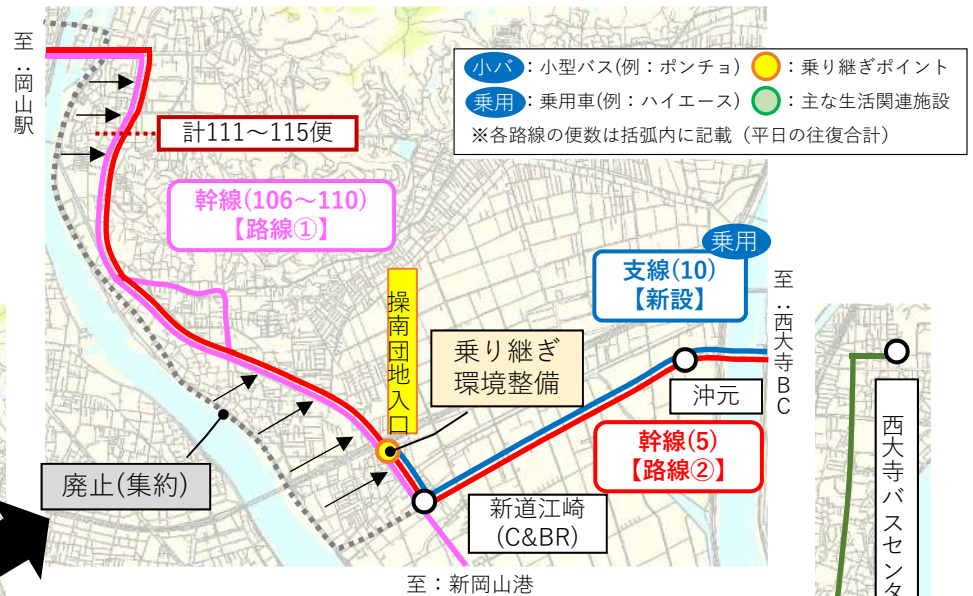 至：岡山駅
小バ：小型バス(例：ポンチョ)
：乗り継ぎポイント
乗用：乗用車(例：ハイエース)
：主な生活関連施設
※各路線の便数は括弧内に記載（平日の往復合計）
計111～115便
幹線(106～110)
【路線①】
乗用
支線(10)
【新設】
至：西大寺BC
操南団地入口
乗り継ぎ
環境整備
沖元
幹線(5)
【路線②】
廃止(集約)
新道江崎
(C&BR)
至：新岡山港
西大寺バスセンタ